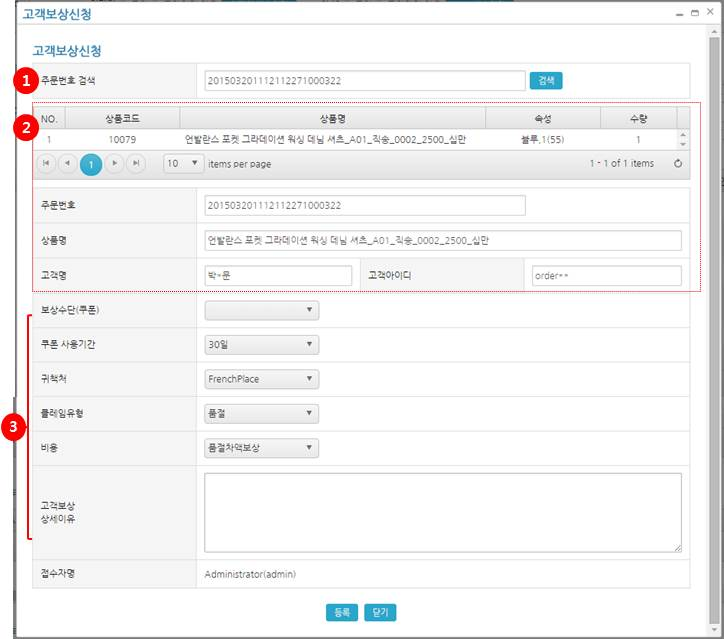 고객보상신청
고객보상신청
1 주문번호 검색 201503201112112271000322 검색
2
NO. 상품코드 상품명 속성 수량
1 10079 언발란스 포켓 그라데이션 워싱 데님 셔츠_A01_직송_0002_2500_십만 블루,1(55) 1
1 10 items per page 1 - 1 of 1 items
주문번호 201503201112112271000322
상품명 언발란스 포켓 그라데이션 워싱 데님 셔츠_A01_직송_0002_2500_십만
고객명 박*문 고객아이디 order**
보상수단(쿠폰)
쿠폰 사용기간 30일
귀책처 FrenchPlace
3 클레임유형 품절
비용 품절차액보상
고객보상
상세이유
접수자명 Administrator(admin)
등록 닫기